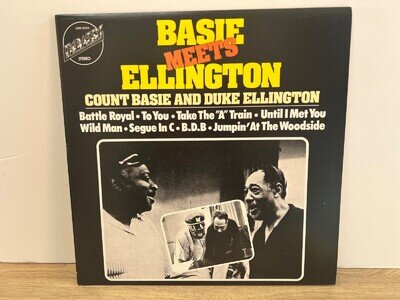 BASIE
MEETS
ELLINGTON
STEREO
COUNT BASIE AND DUKE ELLINGTON
Battle Royal • To You • Take The "A" Train • Until I Met You
Wild Man • Segue In C • B.D.B • Jumpin' At The Woodside